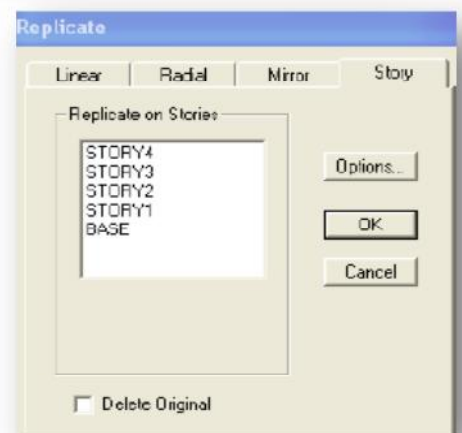 Replicate
Linear Radial Mirror Story
Replicate on Stories
STORY4
STORY3
STORY2
STORY1
BASE
Options...
OK
Cancel
Delete Original